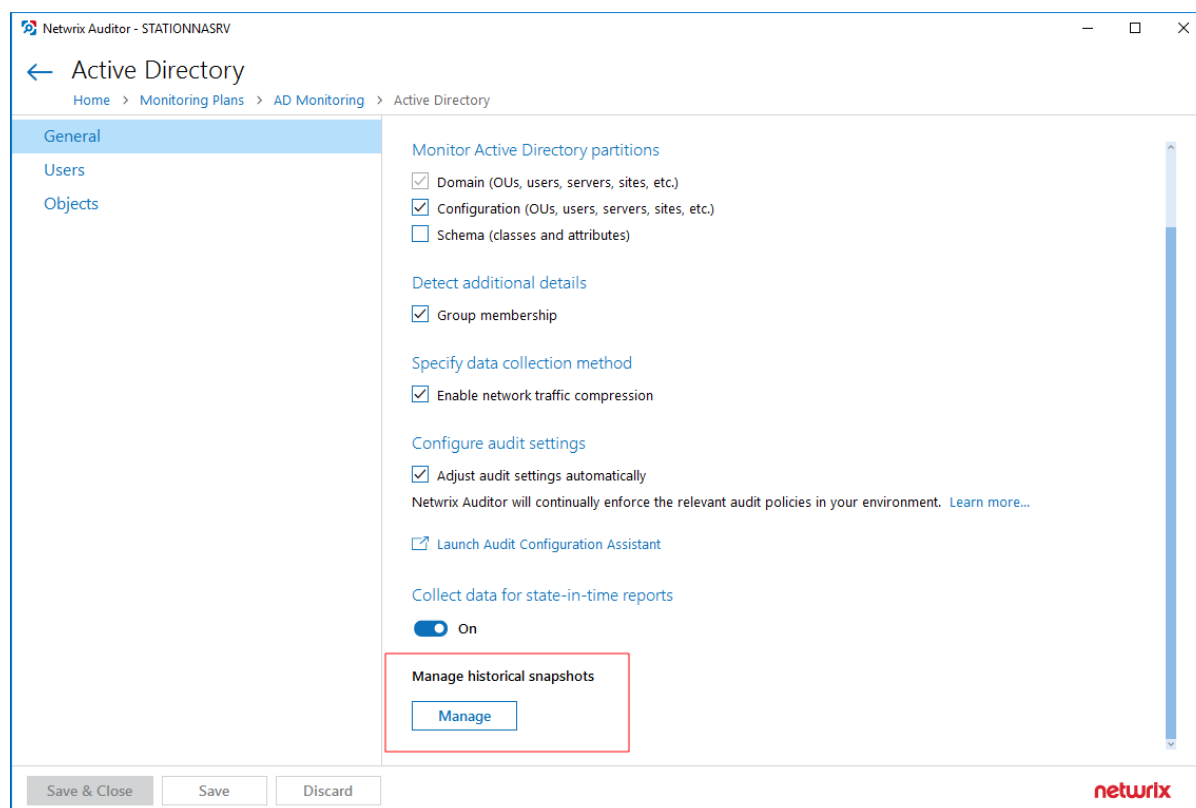 Netwrix Auditor - STATIONNASRV
Active Directory
Home > Monitoring Plans > AD Monitoring > Active Directory
General
Users
Objects
Monitor Active Directory partitions
Domain (OUs, users, servers, sites, etc.)
Configuration (OUs, users, servers, sites, etc.)
Schema (classes and attributes)
Detect additional details
Group membership
Specify data collection method
Enable network traffic compression
Configure audit settings
Adjust audit settings automatically
Netwrix Auditor will continually enforce the relevant audit policies in your environment. Learn more...
Launch Audit Configuration Assistant
Collect data for state-in-time reports
On
Manage historical snapshots
Manage
Save & Close Save Discard
netwrix